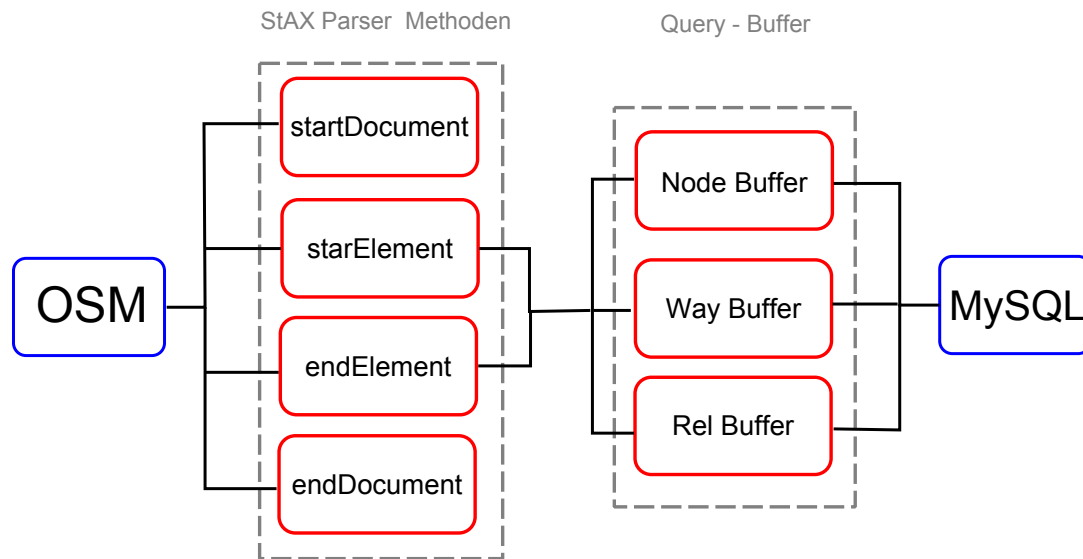 StAX Parser Methoden
Query - Buffer
startDocument
starElement
endElement
endDocument
OSM
Node Buffer
Way Buffer
Rel Buffer
MySQL